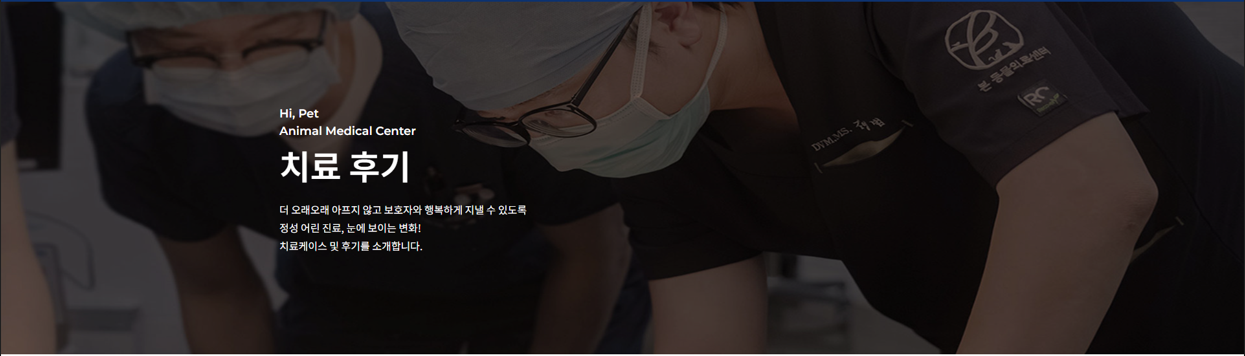 Hi, Pet
Animal Medical Center
치료 후기
더 오래오래 아프지 않고 보호자와 행복하게 지낼 수 있도록
정성 어린 진료, 눈에 보이는 변화!
치료케이스 및 후기를 소개합니다.
본 동물의료센터
RC
DVM.MS.